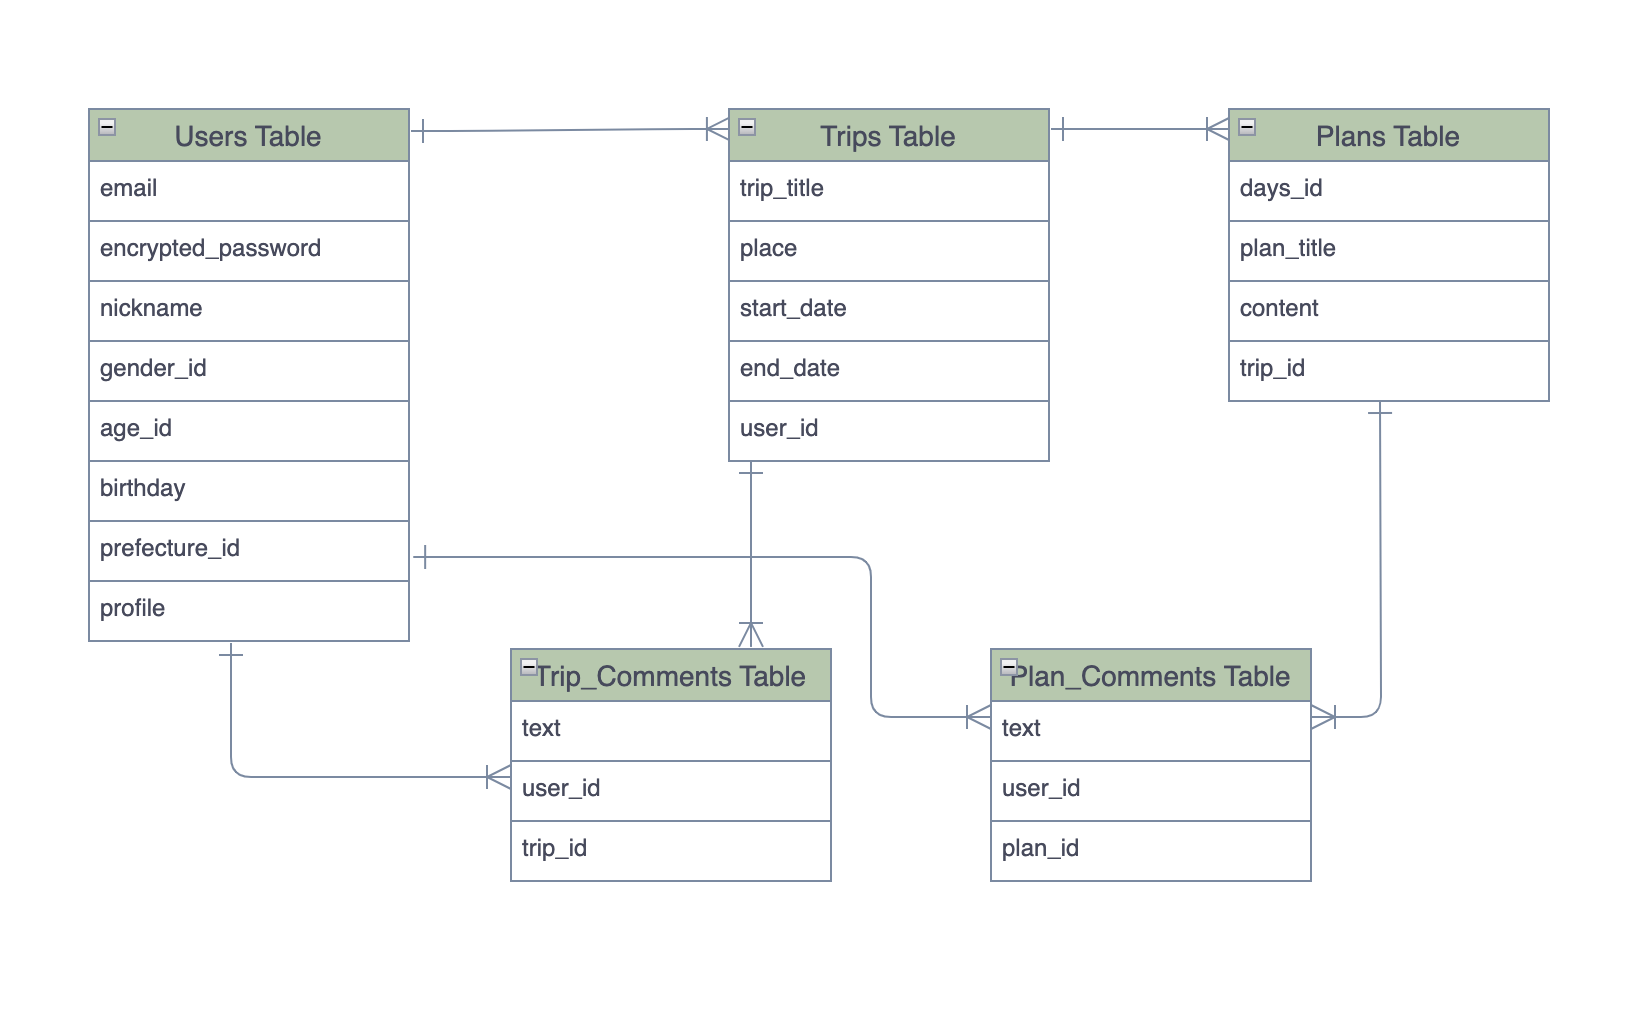 Users Table
email
encrypted_password
nickname
gender_id
age_id
birthday
prefecture_id
profile
Trips Table
trip_title
place
start_date
end_date
user_id
Plans Table
days_id
plan_title
content
trip_id
Trip_Comments Table
text
user_id
trip_id
Plan_Comments Table
text
user_id
plan_id